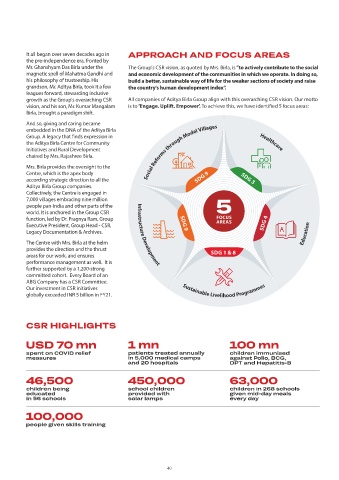 It all began over seven decades ago in
the pre-independence era. Fronted by
Mr. Ghanshyam Das Birla under the
magnetic spell of Mahatma Gandhi and
his philosophy of trusteeship. His
grandson, Mr. Aditya Birla, took it a few
leagues forward, stewarding inclusive
growth as the Group's overarching CSR
vision, and his son, Mr. Kumar Mangalam
Birla, brought a paradigm shift.
And so, giving and caring became
embedded in the DNA of the Aditya Birla
Group. A legacy that finds expression in
the Aditya Birla Centre for Community
Initiatives and Rural Development
chaired by Mrs. Rajashree Birla.
Mrs. Birla provides the oversight to the
Centre, which is the apex body
according strategic direction to all the
Aditya Birla Group companies.
Collectively, the Centre is engaged in
7,000 villages embracing nine million
people pan-India and other parts of the
world. It is anchored in the Group CSR
function, led by Dr. Pragnya Ram, Group
Executive President, Group Head - CSR,
Legacy Documentation & Archives.
The Centre with Mrs. Birla at the helm
provides the direction and the thrust
areas for our work, and ensures
performance management as well. It is
further supported by a 1,200-strong
committed cohort. Every Board of an
ABG Company has a CSR Committee.
Our investment in CSR initiatives
globally exceeded INR 5 billion in FY'21.
APPROACH AND FOCUS AREAS
The Group's CSR vision, as quoted by Mrs. Birla, is "to actively contribute to the social
and economic development of the communities in which we operate. In doing so,
build a better, sustainable way of life for the weaker sections of society and raise
the country's human development index".
All companies of Aditya Birla Group align with this overarching CSR vision. Our motto
is to 'Engage. Uplift. Empower'. To achieve this, we have identified 5 focus areas:
Social Reforms through Model Villages
Healthcare
SDG 5
SDG 3
Infrastructure Development
SDG 8
5
FOCUS
AREAS
SDG 4
Education
SDG 1 & 8
Sustainable Livelihood Programmes
CSR HIGHLIGHTS
USD 70 mn
spent on COVID relief
measures
1 mn
patients treated annually
in 5,000 medical camps
and 20 hospitals
100 mn
children immunised
against Polio, BCG,
DPT and Hepatitis-B
46,500
children being
educated
in 56 schools
450,000
school children
provided with
solar lamps
63,000
children in 268 schools
given mid-day meals
every day
100,000
people given skills training
40